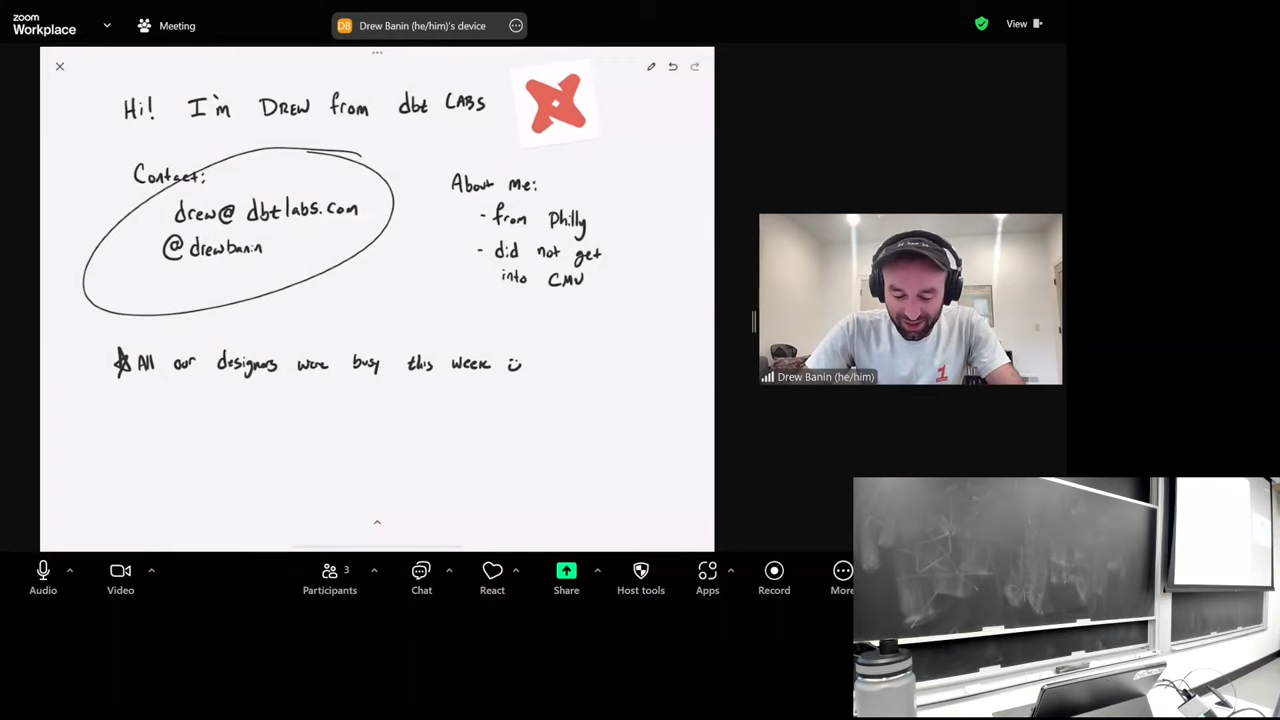 zoom
Workplace
Meeting
DB Drew Banin (he/him)'s device
View
Hi! I'm DREW from dbt LABS
Contact:
drew@dbtlabs.com
@drewbanin
About me:
- from Philly
- did not get
into CMU
All our designers were busy this week
Drew Banin (he/him)
Audio
Video
Participants
3
Chat
React
Share
Host tools
Apps
Record
More